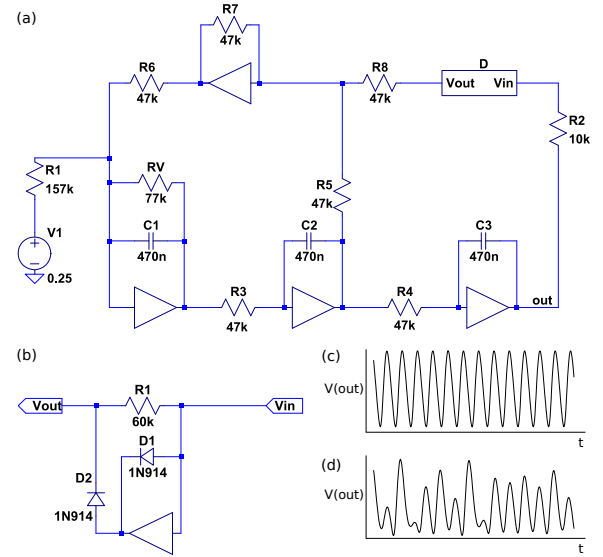 (a)
R7
47k
R6
47k
R8
47k
D
Vout Vin
R2
10k
R1
157k
RV
77k
R5
47k
V1
0.25
C1
470n
C2
470n
C3
470n
R3
47k
R4
47k
out
(b)
Vout
R1
60k
Vin
D1
1N914
D2
1N914
(c)
V(out)
t
(d)
V(out)
t